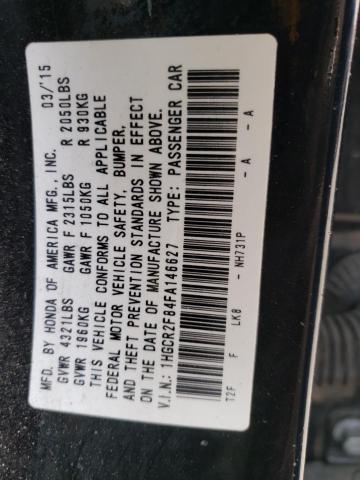 MFD. BY HONDA OF AMERICA MFG., INC. 03/'15
GVWR 4321LBS GAWR F 2315LBS R 2050LBS
GVWR 1960KG GAWR F 1050KG R 930KG
THIS VEHICLE CONFORMS TO ALL APPLICABLE
FEDERAL MOTOR VEHICLE SAFETY, BUMPER,
AND THEFT PREVENTION STANDARDS IN EFFECT
ON THE DATE OF MANUFACTURE SHOWN ABOVE.
V.I.N.: 1HGCR2F84FA146627 TYPE: PASSENGER CAR
F LK8 - NH731P - A - A
T2F